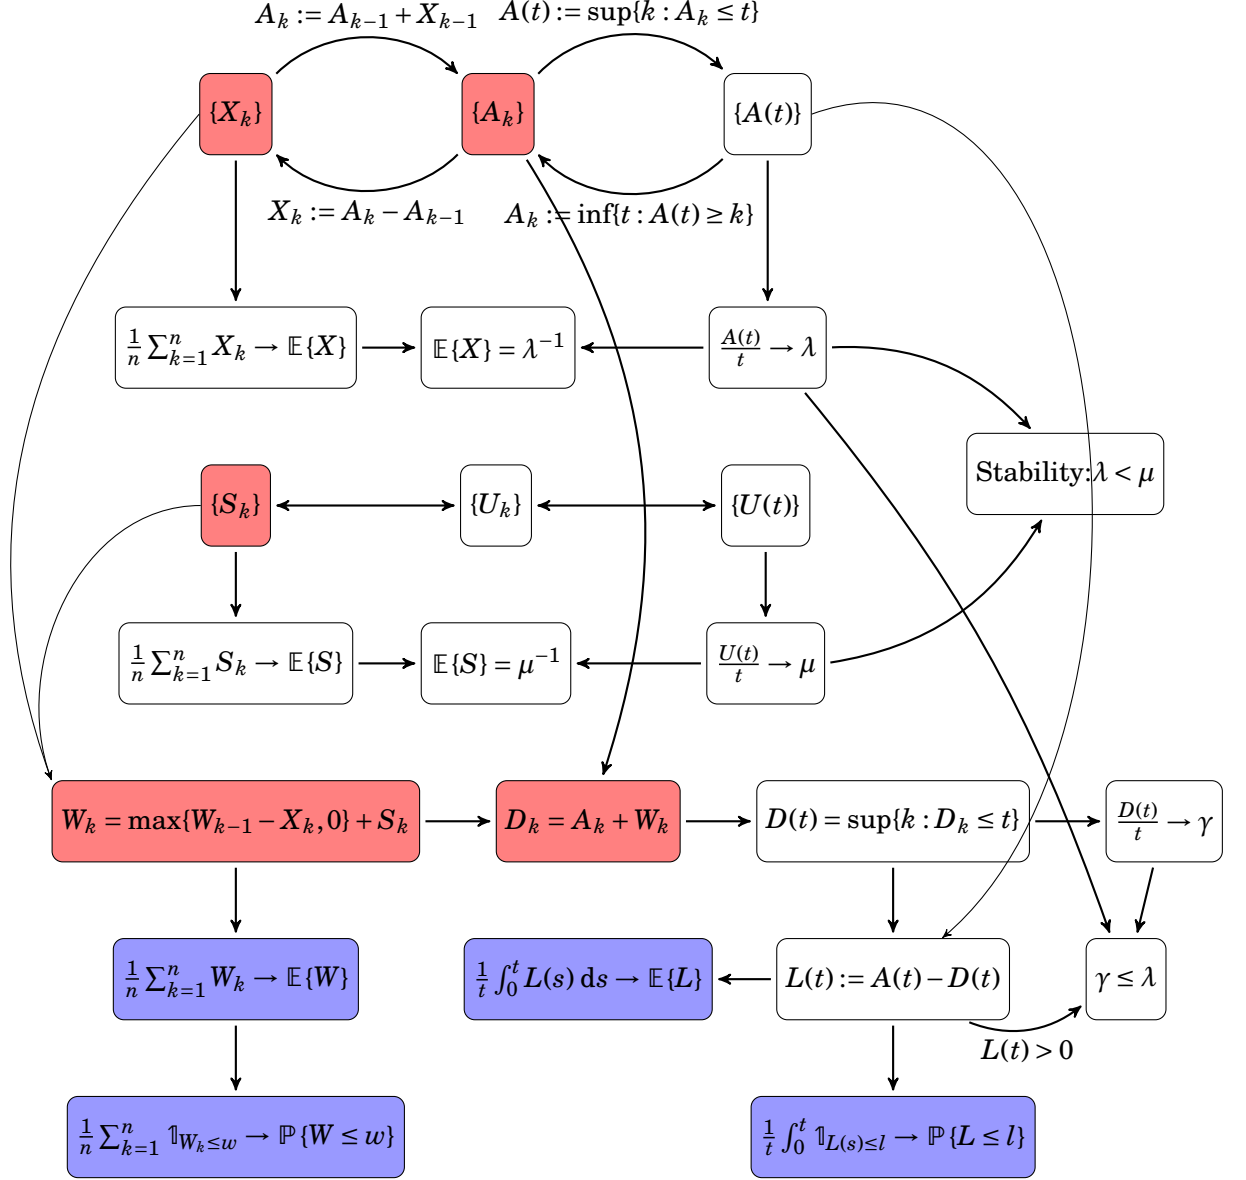 A_k := A_{k-1} + X_{k-1}
A(t) := sup{k : A_k ≤ t}
{X_k}
{A_k}
{A(t)}
X_k := A_k − A_{k-1}
A_k := inf{t : A(t) ≥ k}
1/n ∑_{k=1}^n X_k → 𝔼{X}
𝔼{X} = λ^{-1}
A(t)/t → λ
Stability: λ < μ
{S_k}
{U_k}
{U(t)}
1/n ∑_{k=1}^n S_k → 𝔼{S}
𝔼{S} = μ^{-1}
U(t)/t → μ
W_k = max{W_{k-1} − X_k, 0} + S_k
D_k = A_k + W_k
D(t) = sup{k : D_k ≤ t}
D(t)/t → γ
1/n ∑_{k=1}^n W_k → 𝔼{W}
1/t ∫_0^t L(s) ds → 𝔼{L}
L(t) := A(t) − D(t)
γ ≤ λ
L(t) > 0
1/n ∑_{k=1}^n 𝟙_{W_k ≤ w} → ℙ{W ≤ w}
1/t ∫_0^t 𝟙_{L(s) ≤ l} → ℙ{L ≤ l}